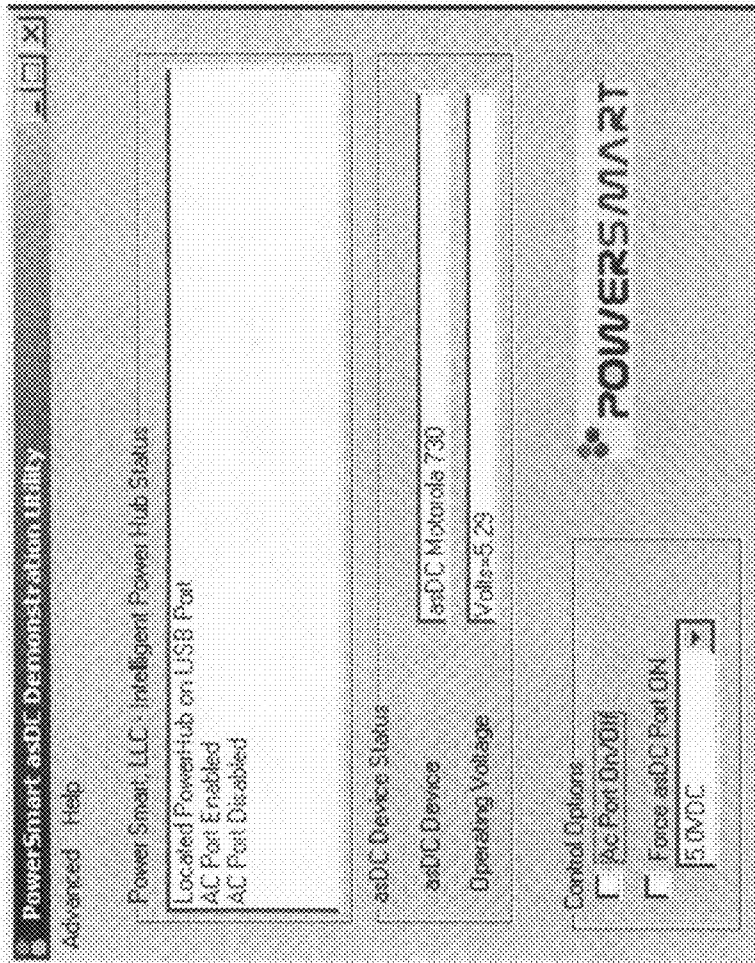 PowerSmart asDC Demonstration Utility
Advanced Help
Power Smart, LLC - Intelligent Power Hub Status
Located PowerHub on USB Port
AC Port Enabled
AC Port Disabled
asDC Device Status
asDC Device
asDC Motorola 730
Operating Voltage
Volts=5.29
Control Options
Ac Port On/Off
Force asDC Port ON
5.0VDC
POWERSMART